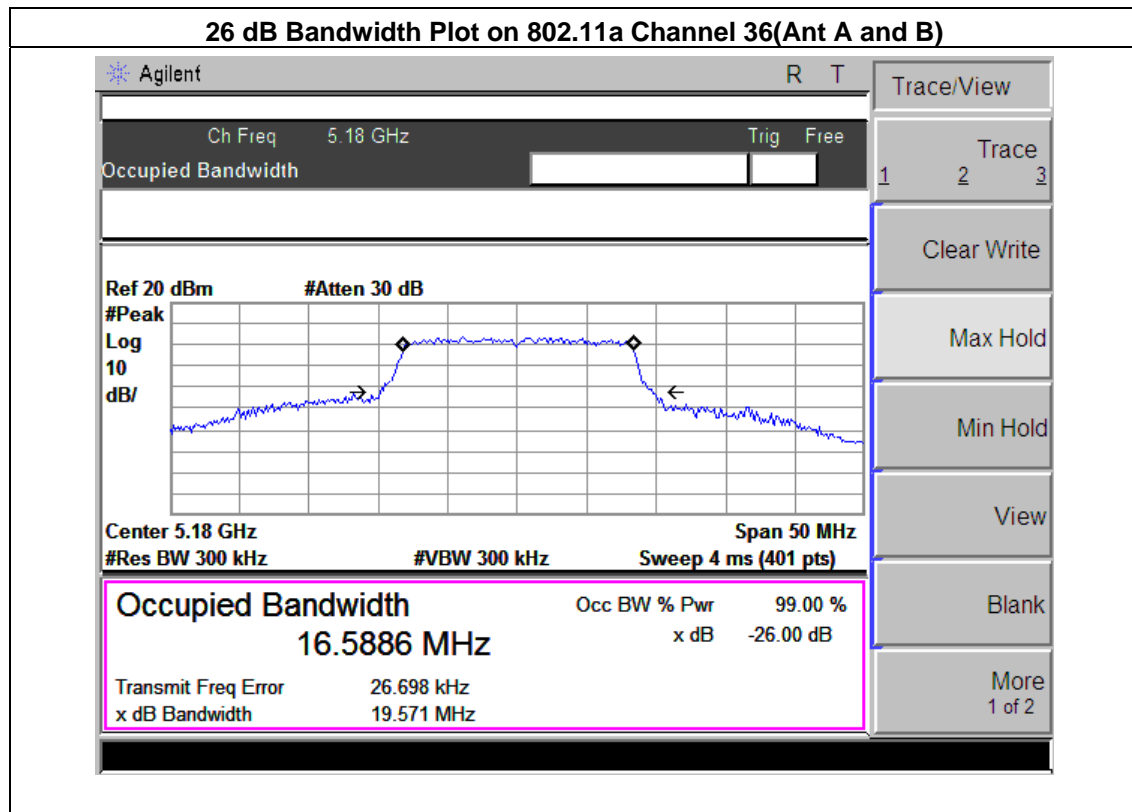 26 dB Bandwidth Plot on 802.11a Channel 36(Ant A and B)
Agilent R T
Trace/View
Ch Freq 5.18 GHz Trig Free
Occupied Bandwidth
Trace
1 2 3
Clear Write
Max Hold
Min Hold
View
Blank
More
1 of 2
Ref 20 dBm #Atten 30 dB
#Peak
Log
10
dB/
Center 5.18 GHz Span 50 MHz
#Res BW 300 kHz #VBW 300 kHz Sweep 4 ms (401 pts)
Occupied Bandwidth Occ BW % Pwr 99.00 %
16.5886 MHz x dB -26.00 dB
Transmit Freq Error 26.698 kHz
x dB Bandwidth 19.571 MHz